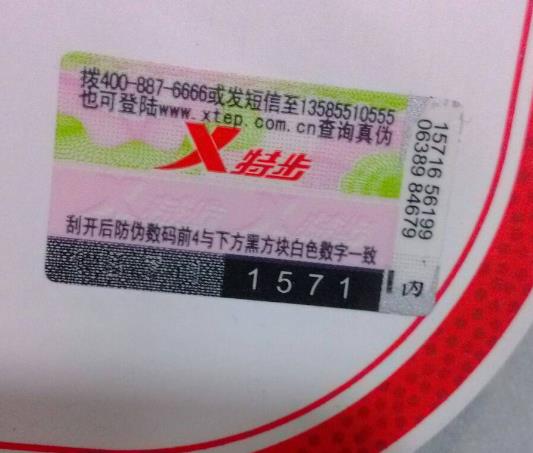 拨400-887-6666或发短信至13585510555
也可登陆www.xtep.com.cn查询真伪
X特步
刮开后防伪数码前4与下方黑方块白色数字一致
1571
15716 56199
06389 84679
内